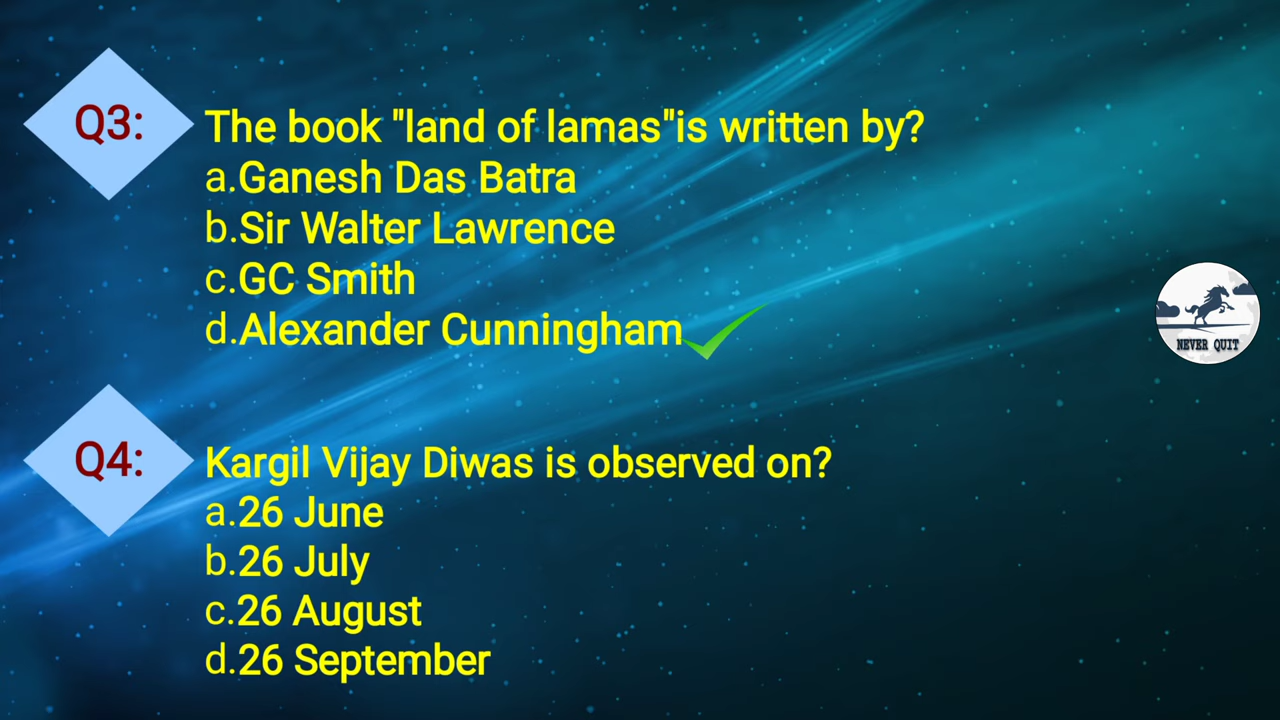 Q3:
The book "land of lamas"is written by?
a.Ganesh Das Batra
b.Sir Walter Lawrence
c.GC Smith
d.Alexander Cunningham
Q4:
Kargil Vijay Diwas is observed on?
a.26 June
b.26 July
c.26 August
d.26 September
NEVER QUIT